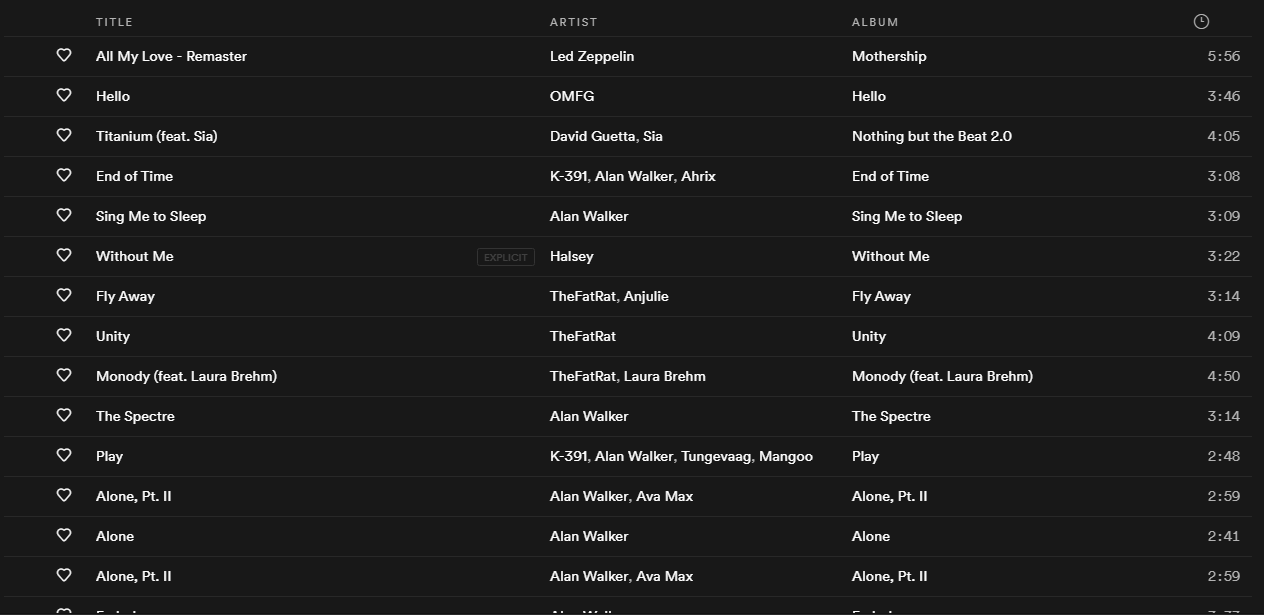 TITLE ARTIST ALBUM
All My Love - Remaster Led Zeppelin Mothership 5:56
Hello OMFG Hello 3:46
Titanium (feat. Sia) David Guetta, Sia Nothing but the Beat 2.0 4:05
End of Time K-391, Alan Walker, Ahrix End of Time 3:08
Sing Me to Sleep Alan Walker Sing Me to Sleep 3:09
Without Me EXPLICIT Halsey Without Me 3:22
Fly Away TheFatRat, Anjulie Fly Away 3:14
Unity TheFatRat Unity 4:09
Monody (feat. Laura Brehm) TheFatRat, Laura Brehm Monody (feat. Laura Brehm) 4:50
The Spectre Alan Walker The Spectre 3:14
Play K-391, Alan Walker, Tungevaag, Mangoo Play 2:48
Alone, Pt. II Alan Walker, Ava Max Alone, Pt. II 2:59
Alone Alan Walker Alone 2:41
Alone, Pt. II Alan Walker, Ava Max Alone, Pt. II 2:59